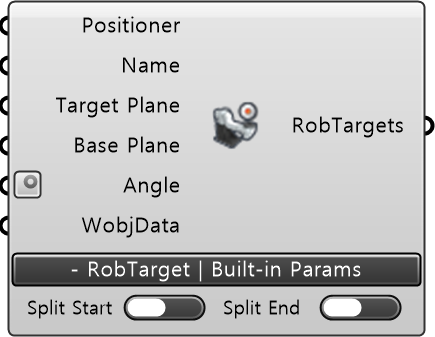 Positioner
Name
Target Plane
Base Plane
Angle
WobjData
RobTargets
- RobTarget | Built-in Params
Split Start Split End